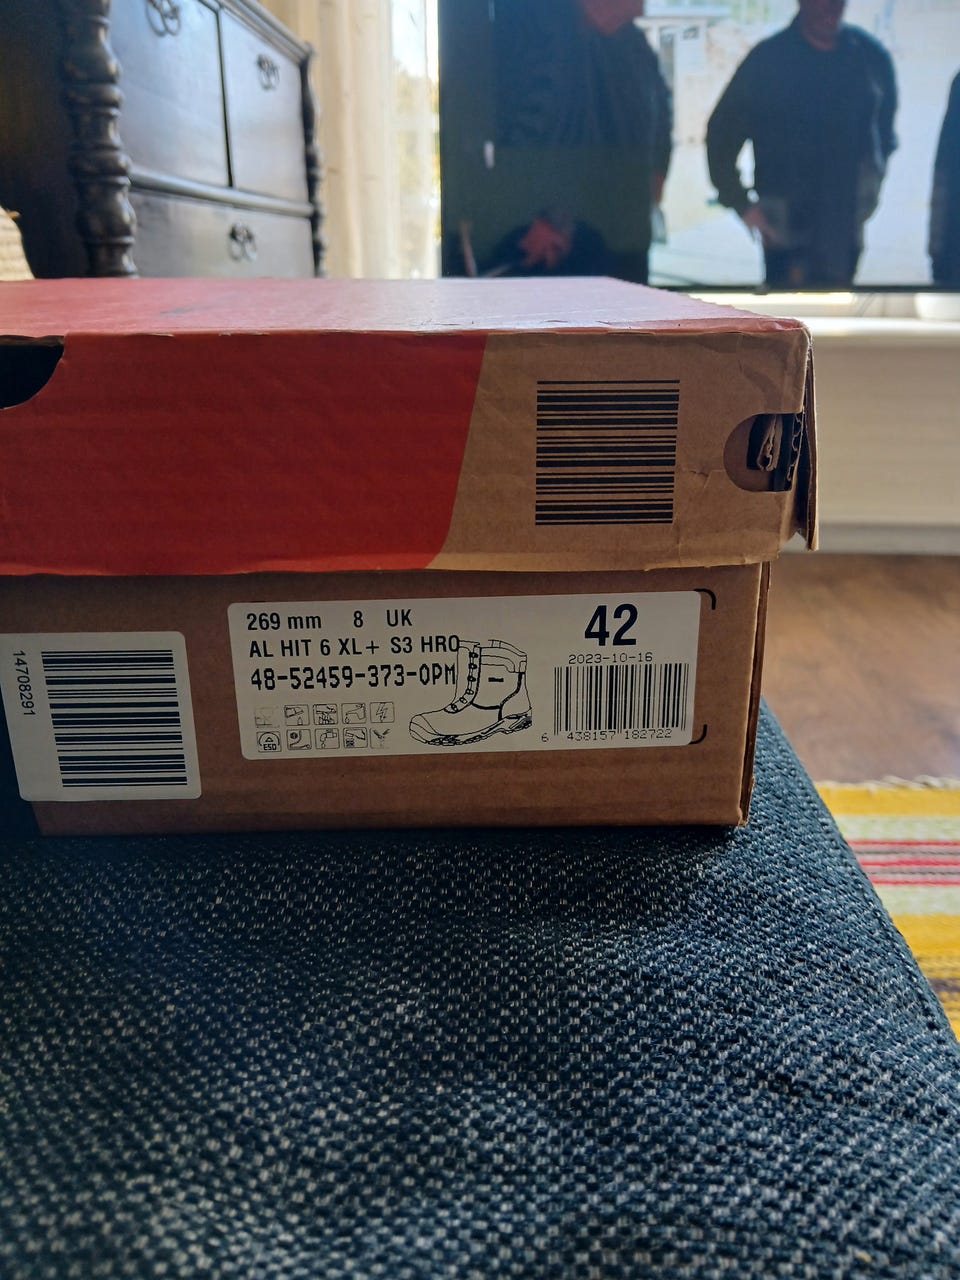 269 mm 8 UK
AL HIT 6 XL+ S3 HRO
48-52459-373-0PM
42
2023-10-16
6 438157 182722
ESD
14708291